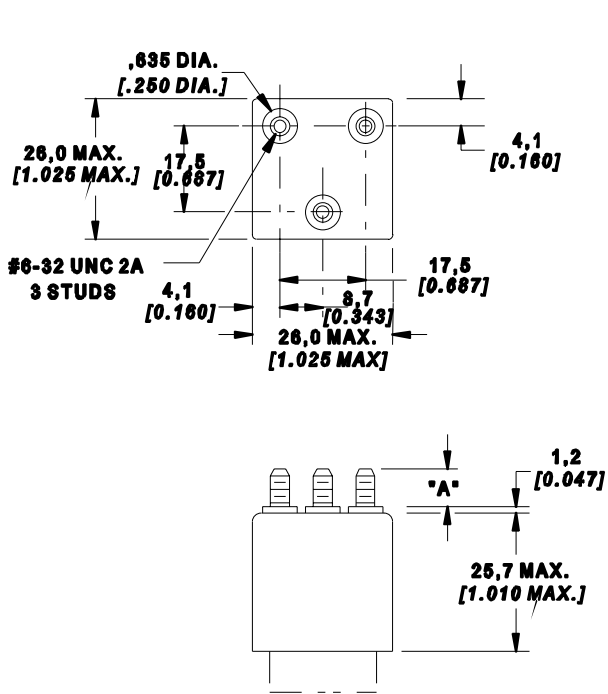 ,635 DIA.
[.250 DIA.]
26,0 MAX.
[1.025 MAX.]
17,5
[0.687]
4,1
[0.160]
#6-32 UNC 2A
3 STUDS
4,1
[0.160]
17,5
[0.687]
8,7
[0.343]
26,0 MAX.
[1.025 MAX]
"A"
1,2
[0.047]
25,7 MAX.
[1.010 MAX.]